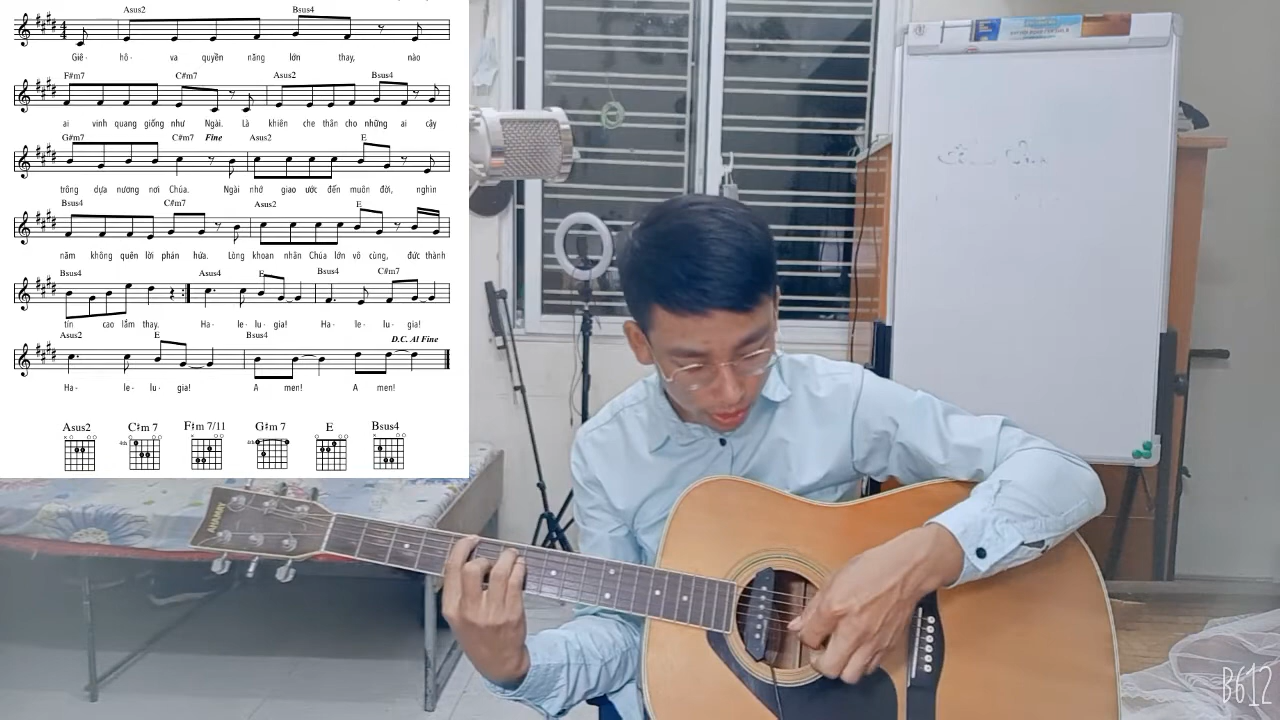 Asus2 Bsus4
Giê- hô- va quyền năng lớn thay, nào
F#m7 C#m7 Asus2 Bsus4
ai vinh quang giống như Ngài. Là khiên che thân cho những ai cậy
G#m7 C#m7 Fine Asus2 E
trông dựa nương nơi Chúa. Ngài nhớ giao ước đến muôn đời, nghìn
Bsus4 C#m7 Asus2 E
năm không quên lời phán hứa. Lòng khoan nhân Chúa lớn vô cùng, đức thành
Bsus4 Asus4 E Bsus4 C#m7
tín cao lắm thay. Ha- le- lu- gia! Ha- le- lu- gia!
Asus2 E Bsus4 D.C. Al Fine
Ha- le- lu- gia! A men! A men!
Asus2 C#m 7 F#m 7/11 G#m 7 E Bsus4
4th 4th
B612